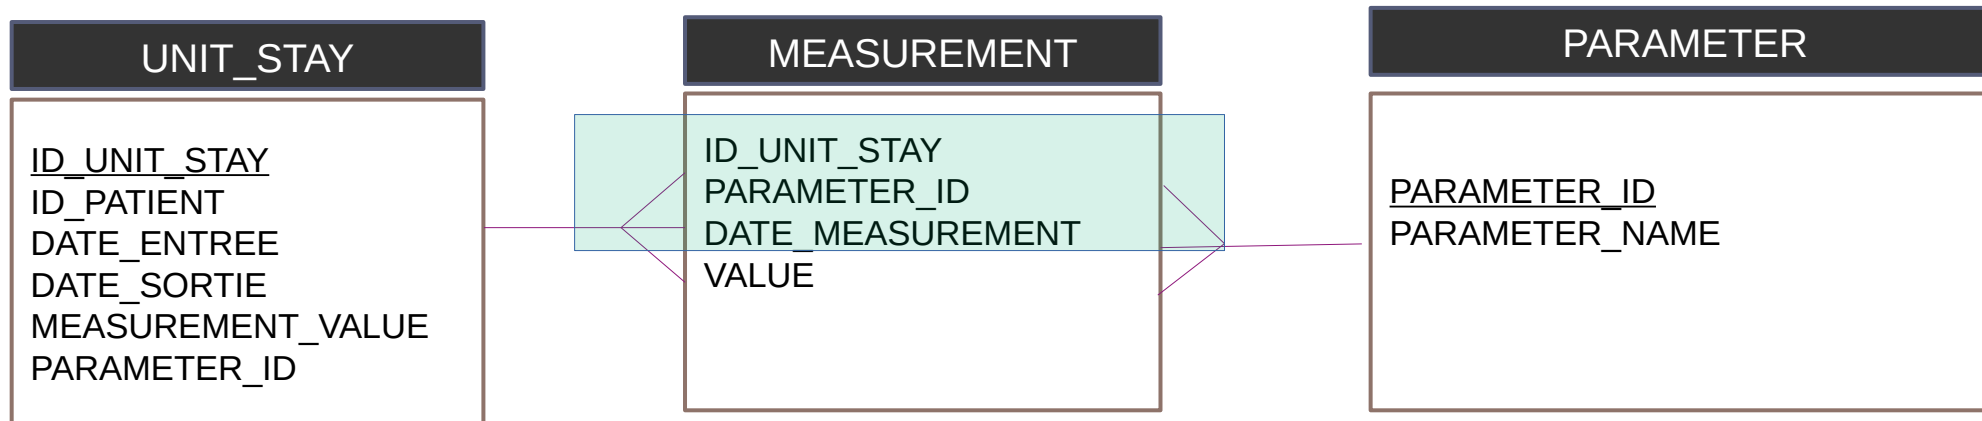 UNIT_STAY
ID_UNIT_STAY
ID_PATIENT
DATE_ENTREE
DATE_SORTIE
MEASUREMENT_VALUE
PARAMETER_ID
MEASUREMENT
ID_UNIT_STAY
PARAMETER_ID
DATE_MEASUREMENT
VALUE
PARAMETER
PARAMETER_ID
PARAMETER_NAME